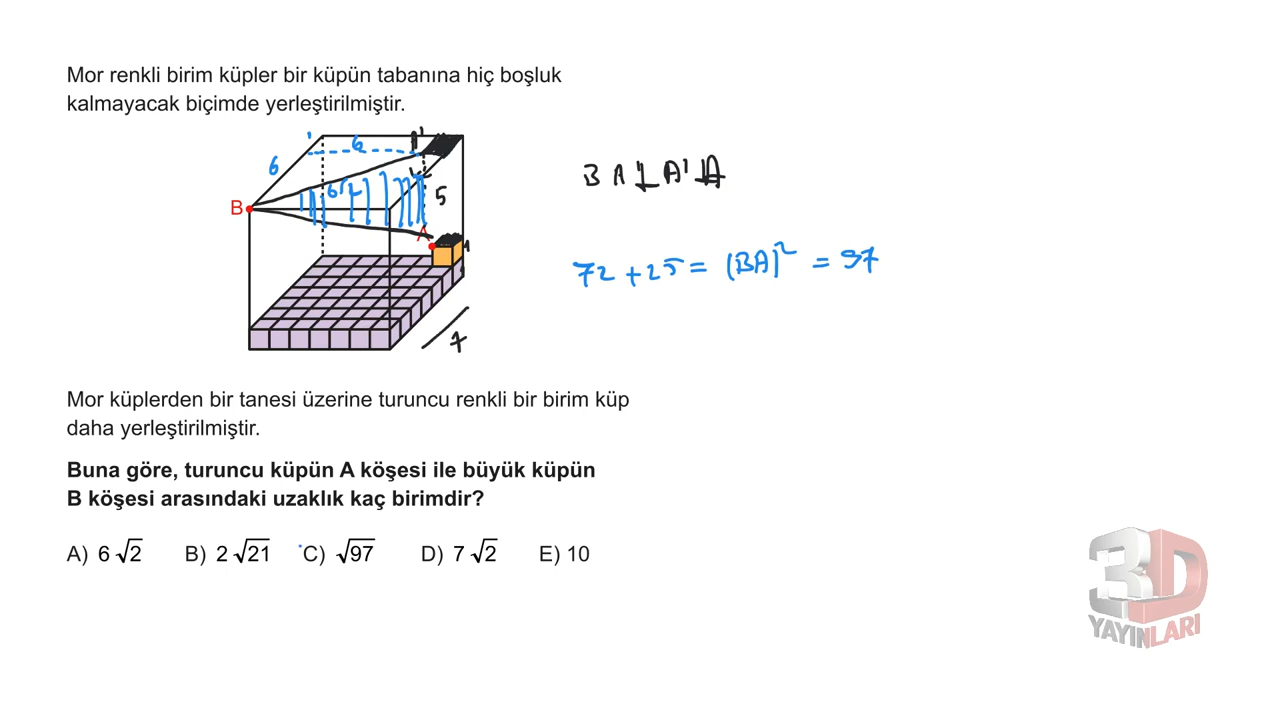 Mor renkli birim küpler bir küpün tabanına hiç boşluk
kalmayacak biçimde yerleştirilmiştir.
6
A'
6
6√2
5
B
A
1
7
BA' ⊥ A'A
72 + 25 = (BA)² = 97
Mor küplerden bir tanesi üzerine turuncu renkli bir birim küp
daha yerleştirilmiştir.
Buna göre, turuncu küpün A köşesi ile büyük küpün
B köşesi arasındaki uzaklık kaç birimdir?
A) 6√2 B) 2√21 C) √97 D) 7√2 E) 10
3D
YAYINLARI